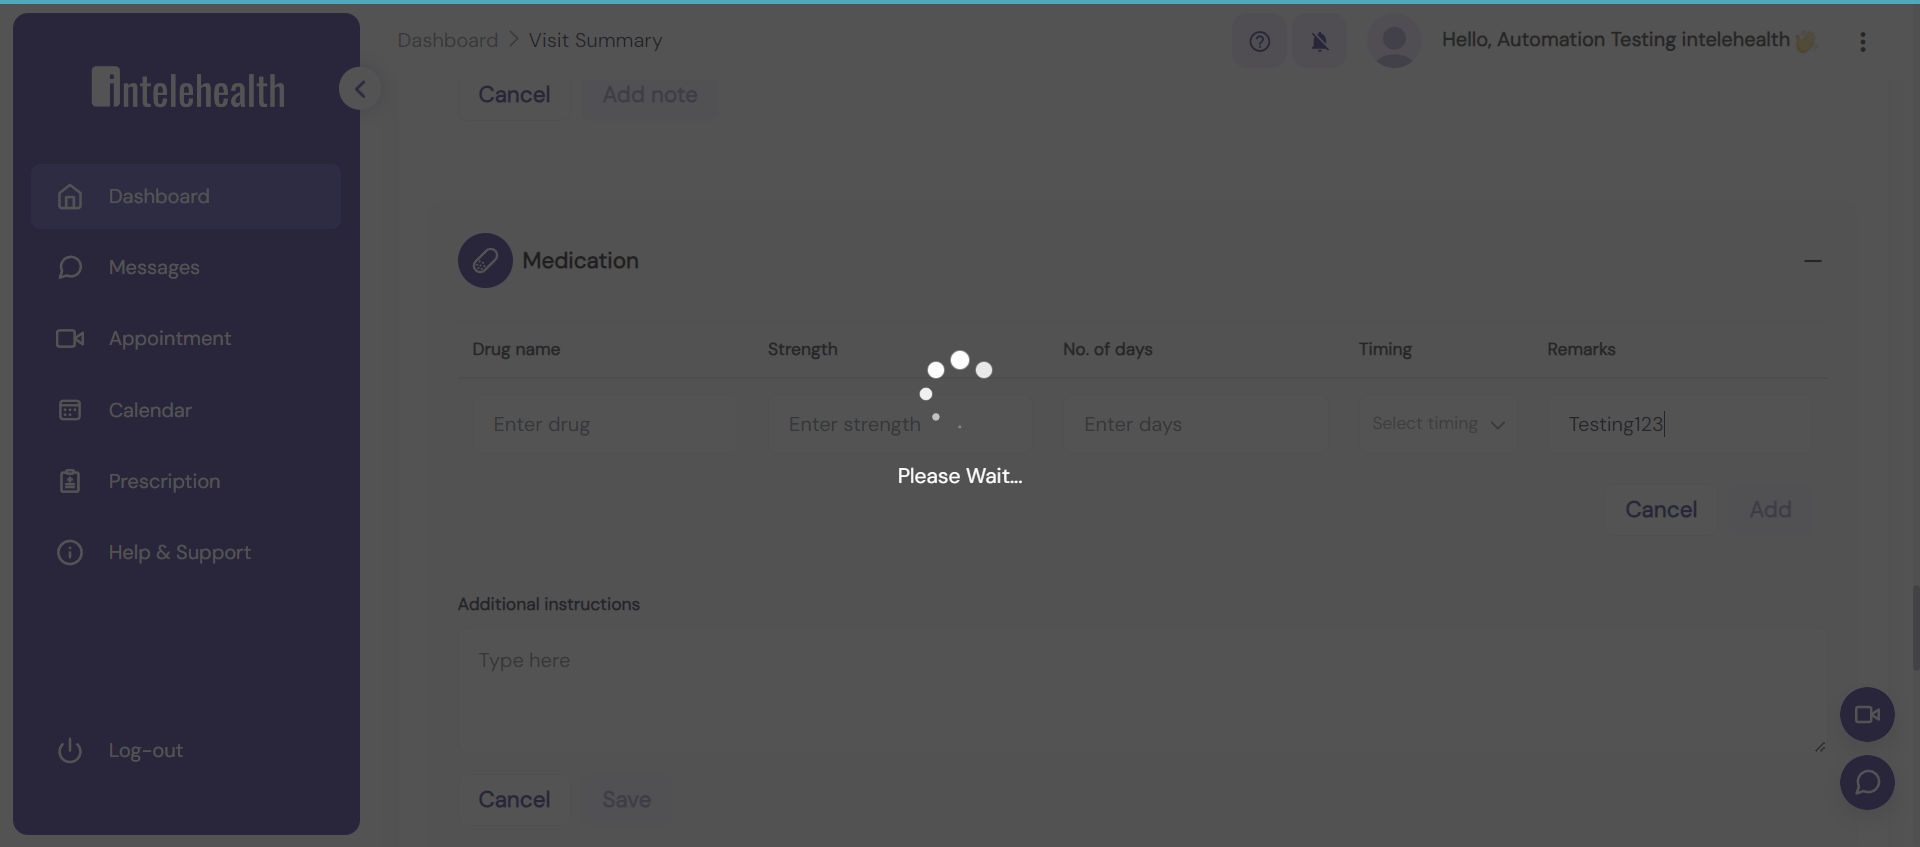 intelehealth
Dashboard
Messages
Appointment
Calendar
Prescription
Help & Support
Log-out
Dashboard > Visit Summary
Hello, Automation Testing intelehealth 👋
Cancel
Add note
Medication
Drug name Strength No. of days Timing Remarks
Enter drug Enter strength Enter days Select timing Testing123
Please Wait...
Cancel Add
Additional instructions
Type here
Cancel Save